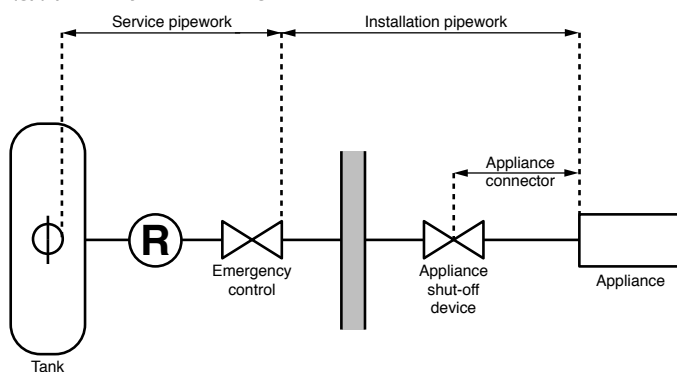 Service pipework
Installation pipework
Appliance
connector
R
Emergency
control
Appliance
shut-off
device
Appliance
Tank